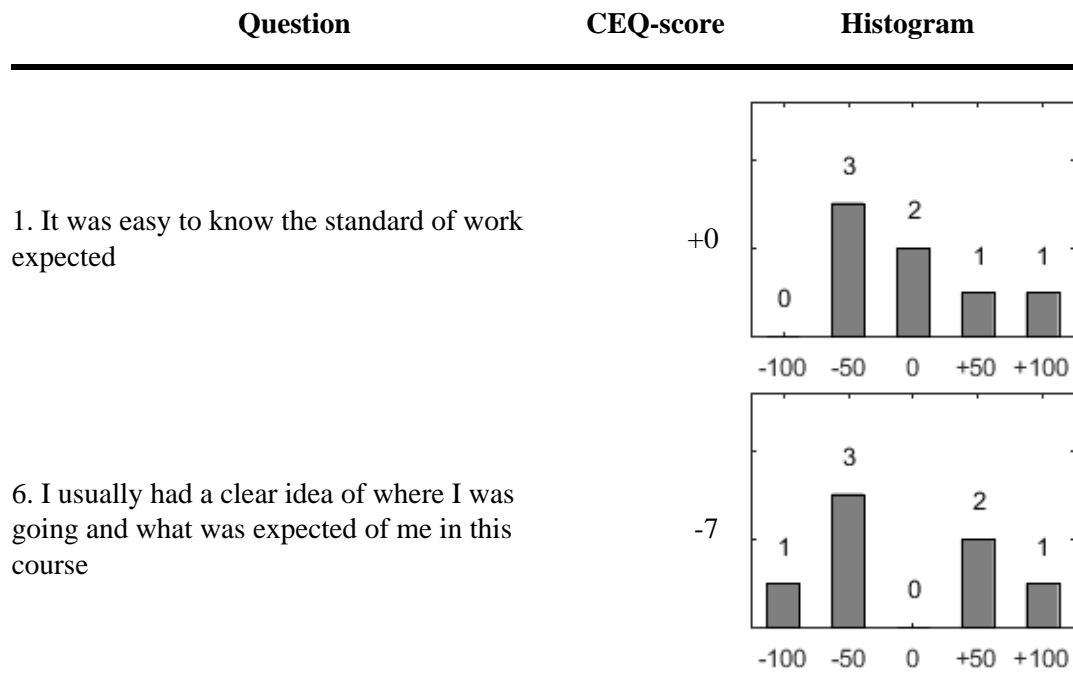 Question CEQ-score Histogram
3
2
1 1
0
1. It was easy to know the standard of work
expected
+0
-100 -50 0 +50 +100
3
2
1 1
0
6. I usually had a clear idea of where I was
going and what was expected of me in this
course
-7
-100 -50 0 +50 +100